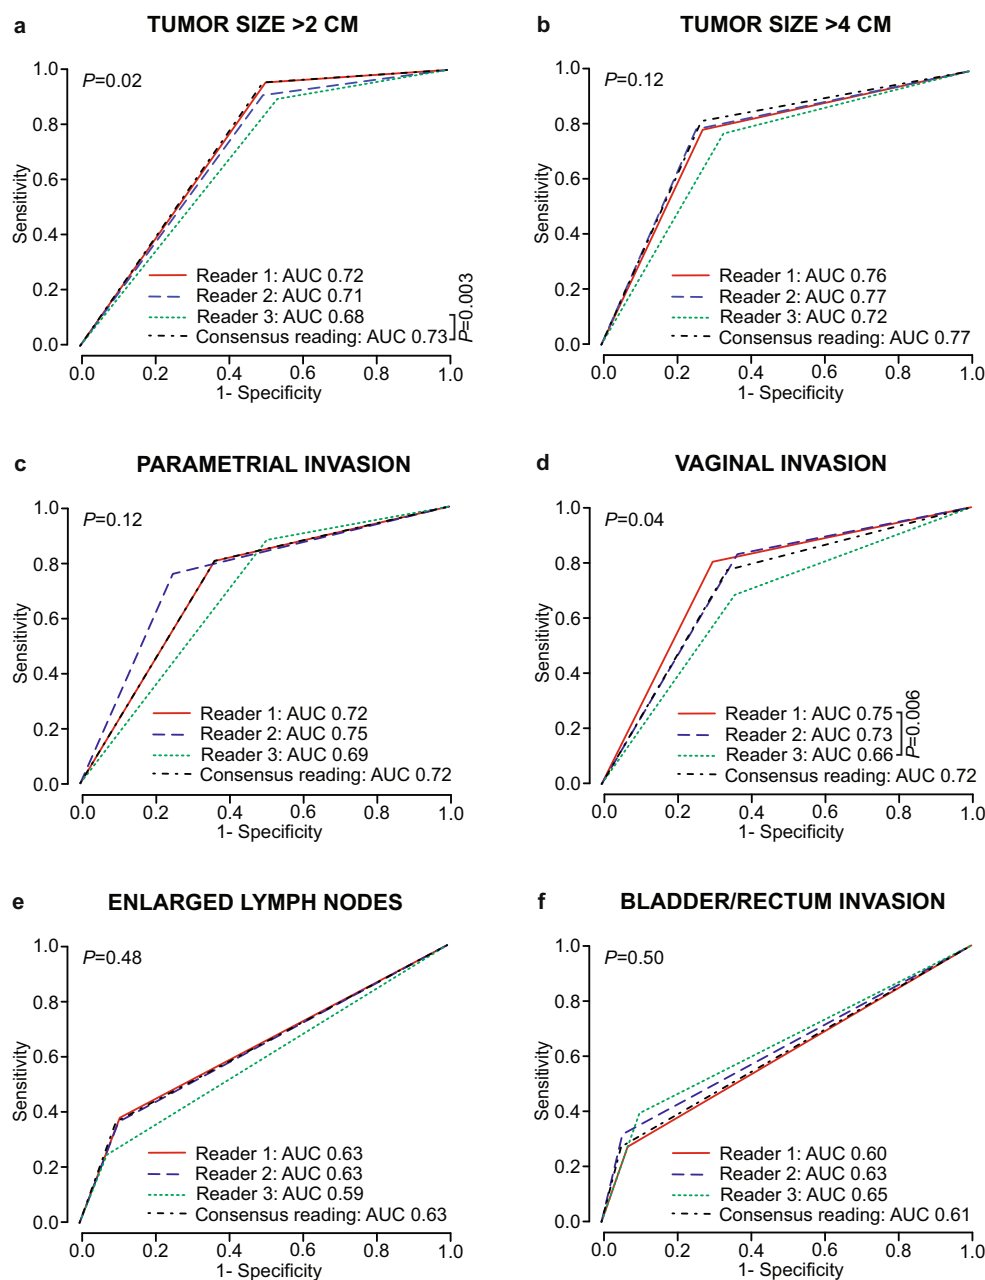 a TUMOR SIZE >2 CM
P=0.02
1.0
0.8
0.6
0.4
0.2
0.0
Sensitivity
Reader 1: AUC 0.72
Reader 2: AUC 0.71
Reader 3: AUC 0.68
Consensus reading: AUC 0.73
P=0.003
0.0 0.2 0.4 0.6 0.8 1.0
1- Specificity
b TUMOR SIZE >4 CM
P=0.12
1.0
0.8
0.6
0.4
0.2
0.0
Sensitivity
Reader 1: AUC 0.76
Reader 2: AUC 0.77
Reader 3: AUC 0.72
Consensus reading: AUC 0.77
0.0 0.2 0.4 0.6 0.8 1.0
1- Specificity
c PARAMETRIAL INVASION
P=0.12
1.0
0.8
0.6
0.4
0.2
0.0
Sensitivity
Reader 1: AUC 0.72
Reader 2: AUC 0.75
Reader 3: AUC 0.69
Consensus reading: AUC 0.72
0.0 0.2 0.4 0.6 0.8 1.0
1- Specificity
d VAGINAL INVASION
P=0.04
1.0
0.8
0.6
0.4
0.2
0.0
Sensitivity
Reader 1: AUC 0.75
Reader 2: AUC 0.73
Reader 3: AUC 0.66
Consensus reading: AUC 0.72
P=0.006
0.0 0.2 0.4 0.6 0.8 1.0
1- Specificity
e ENLARGED LYMPH NODES
P=0.48
1.0
0.8
0.6
0.4
0.2
0.0
Sensitivity
Reader 1: AUC 0.63
Reader 2: AUC 0.63
Reader 3: AUC 0.59
Consensus reading: AUC 0.63
0.0 0.2 0.4 0.6 0.8 1.0
1- Specificity
f BLADDER/RECTUM INVASION
P=0.50
1.0
0.8
0.6
0.4
0.2
0.0
Sensitivity
Reader 1: AUC 0.60
Reader 2: AUC 0.63
Reader 3: AUC 0.65
Consensus reading: AUC 0.61
0.0 0.2 0.4 0.6 0.8 1.0
1- Specificity